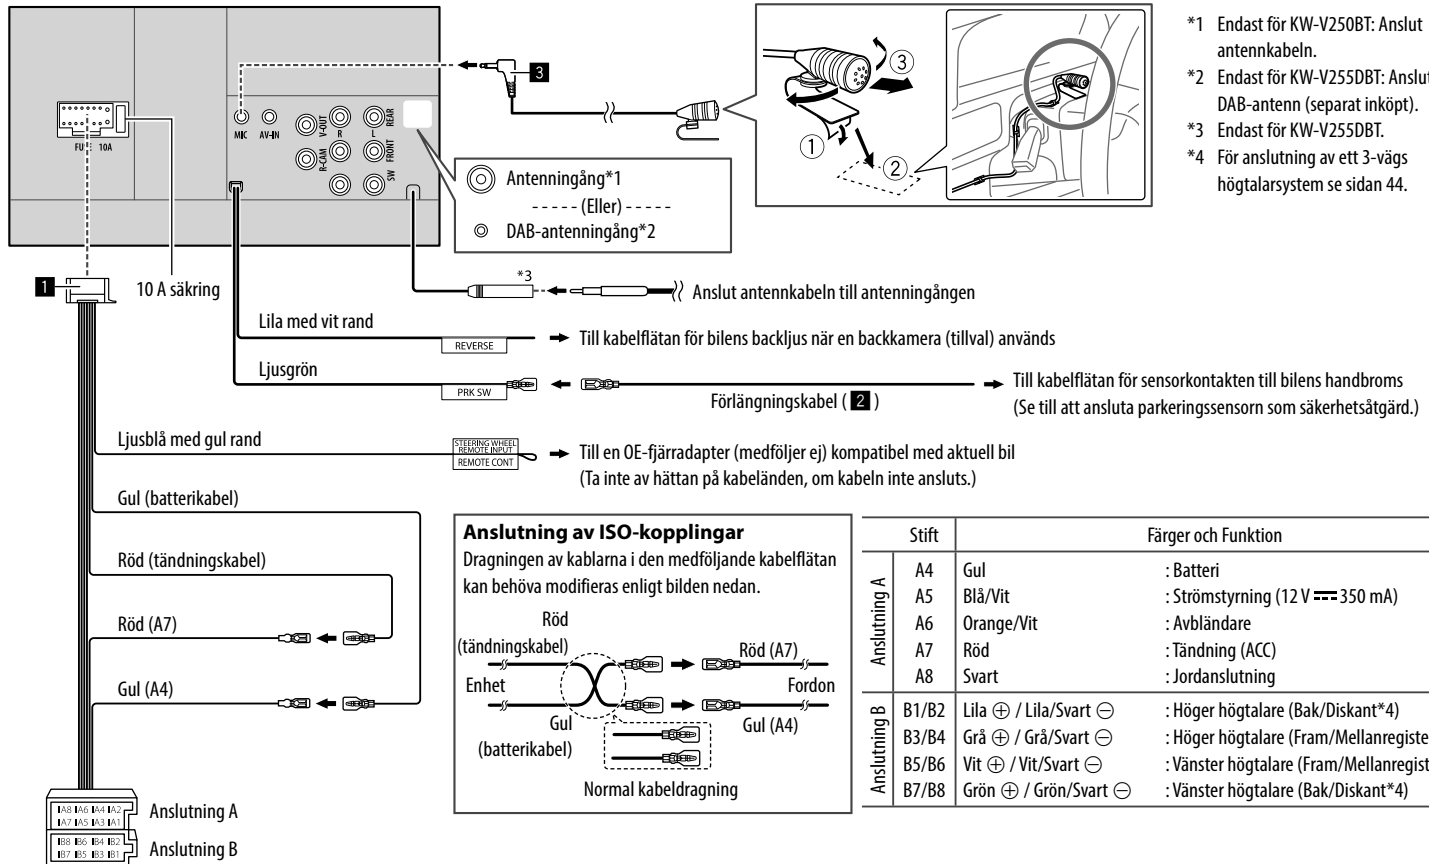 *1 Endast för KW-V250BT: Anslut
antennkabeln.
*2 Endast för KW-V255DBT: Anslut
DAB-antenn (separat inköpt).
*3 Endast för KW-V255DBT.
*4 För anslutning av ett 3-vägs
högtalarsystem se sidan 44.
3
3
1
2
MIC
AV-IN
V-OUT
R
L
REAR
R-CAM
FRONT
SW
FUSE 10A
Antenningång*1
- - - - - (Eller) - - - - -
DAB-antenningång*2
1
10 A säkring
*3
Anslut antennkabeln till antenningången
Lila med vit rand
REVERSE
Till kabelflätan för bilens backljus när en backkamera (tillval) används
Ljusgrön
PRK SW
Förlängningskabel ( 2 )
Till kabelflätan för sensorkontakten till bilens handbroms
(Se till att ansluta parkeringssensorn som säkerhetsåtgärd.)
Ljusblå med gul rand
STEERING WHEEL
REMOTE INPUT
REMOTE CONT
Till en OE-fjärradapter (medföljer ej) kompatibel med aktuell bil
(Ta inte av hättan på kabeländen, om kabeln inte ansluts.)
Gul (batterikabel)
Röd (tändningskabel)
Röd (A7)
Gul (A4)
A8 A6 A4 A2
A7 A5 A3 A1
Anslutning A
B8 B6 B4 B2
B7 B5 B3 B1
Anslutning B
Anslutning av ISO-kopplingar
Dragningen av kablarna i den medföljande kabelflätan
kan behöva modifieras enligt bilden nedan.
Röd
(tändningskabel)
Röd (A7)
Enhet
Fordon
Gul
(batterikabel)
Gul (A4)
Normal kabeldragning
Stift Färger och Funktion
Anslutning A
A4 Gul : Batteri
A5 Blå/Vit : Strömstyrning (12 V ⎓ 350 mA)
A6 Orange/Vit : Avbländare
A7 Röd : Tändning (ACC)
A8 Svart : Jordanslutning
Anslutning B
B1/B2 Lila ⊕ / Lila/Svart ⊖ : Höger högtalare (Bak/Diskant*4)
B3/B4 Grå ⊕ / Grå/Svart ⊖ : Höger högtalare (Fram/Mellanregiste
B5/B6 Vit ⊕ / Vit/Svart ⊖ : Vänster högtalare (Fram/Mellanregist
B7/B8 Grön ⊕ / Grön/Svart ⊖ : Vänster högtalare (Bak/Diskant*4)